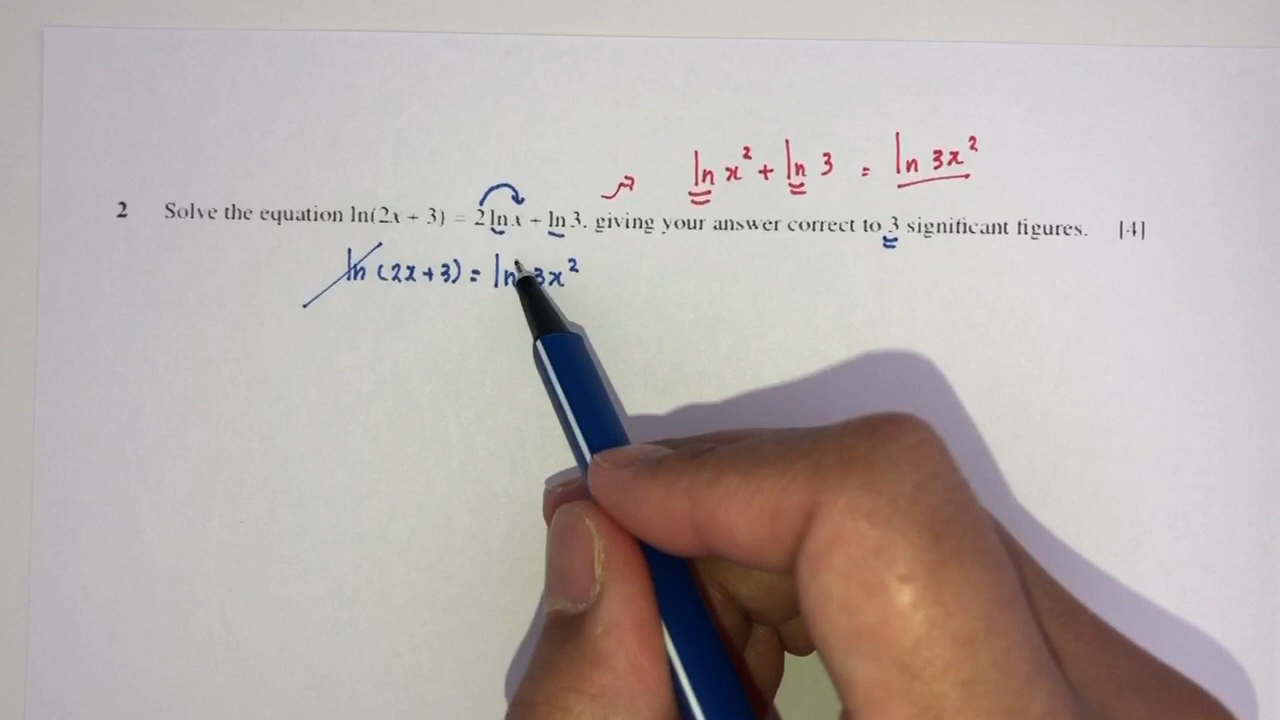 ln x² + ln 3 = ln 3x²
2 Solve the equation ln(2x + 3) = 2 ln x + ln 3, giving your answer correct to 3 significant figures. [4]
ln (2x+3) = ln 3x²